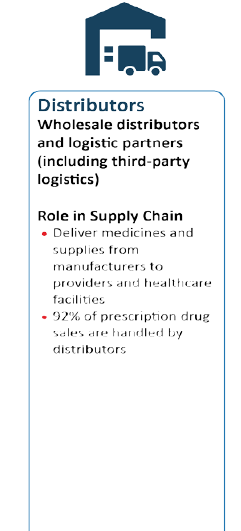 Distributors
Wholesale distributors
and logistic partners
(including third-party
logistics)
Role in Supply Chain
• Deliver medicines and
supplies from
manufacturers to
providers and healthcare
facilities
• 92% of prescription drug
sales are handled by
distributors